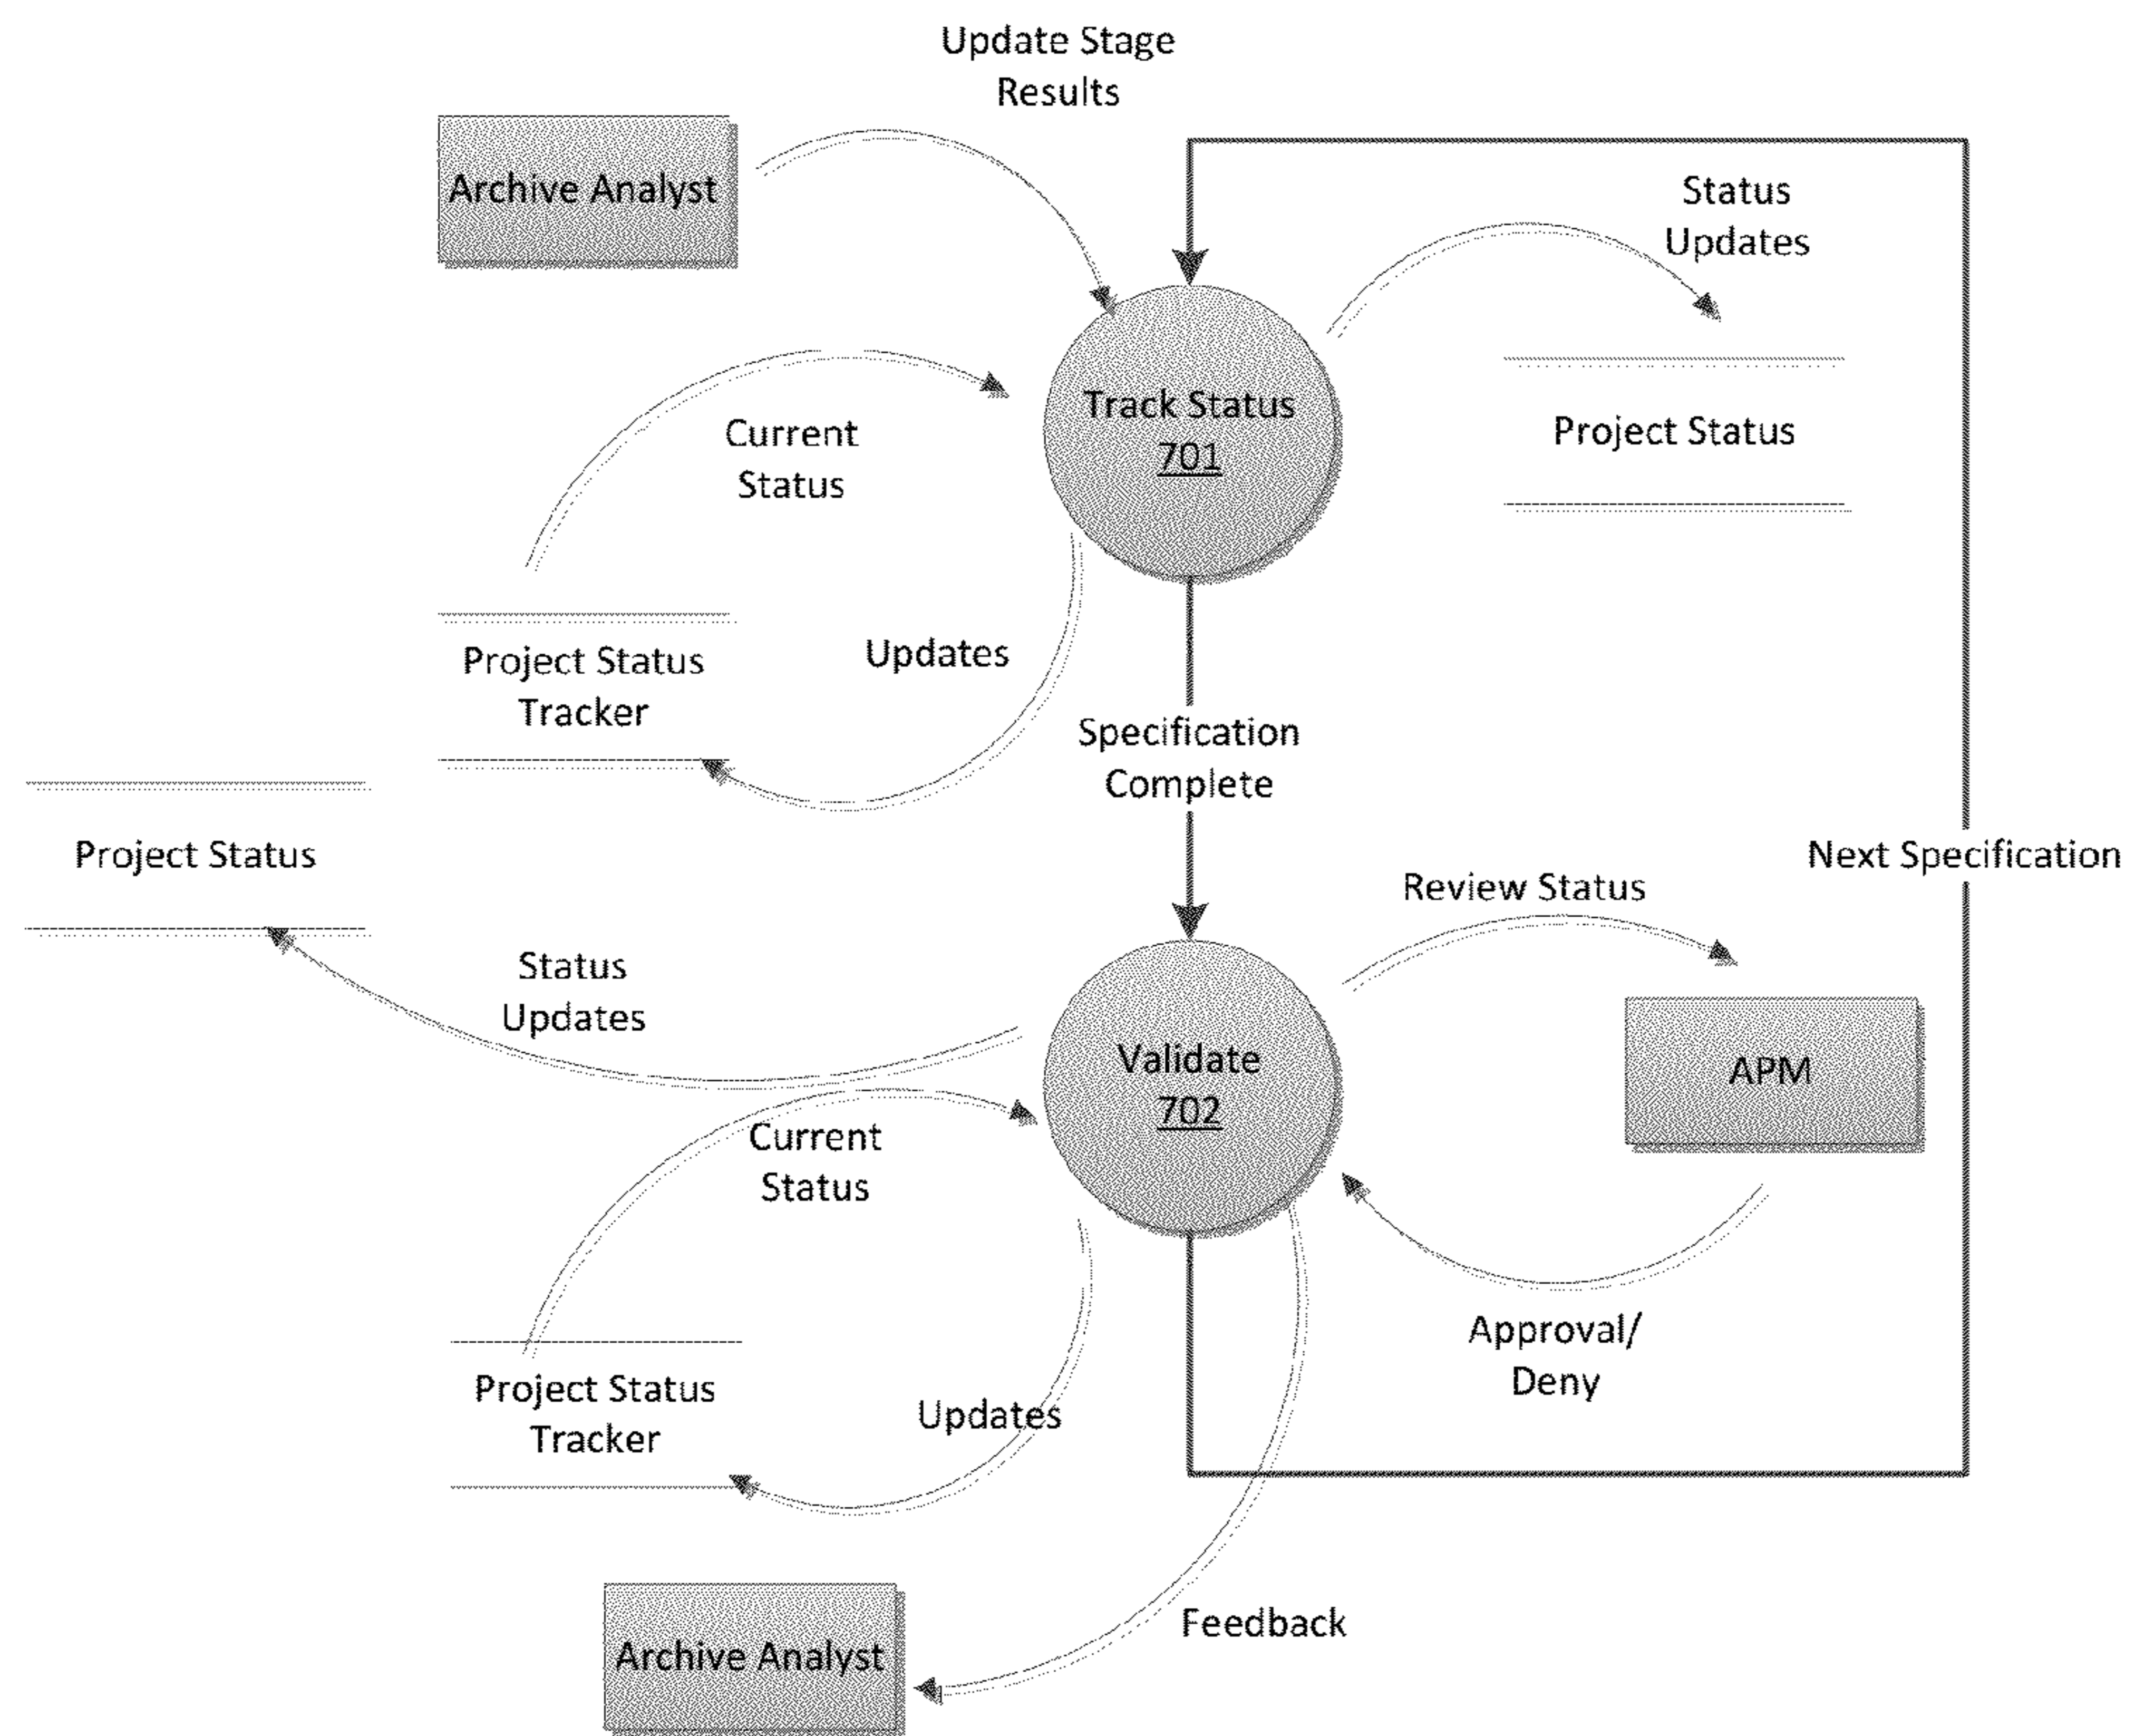 Update Stage
Results
Archive Analyst
Status
Updates
Track Status
701
Project Status
Current
Status
Project Status
Tracker
Updates
Specification
Complete
Project Status
Next Specification
Review Status
Status
Updates
Validate
702
APM
Current
Status
Approval/
Deny
Project Status
Tracker
Updates
Feedback
Archive Analyst